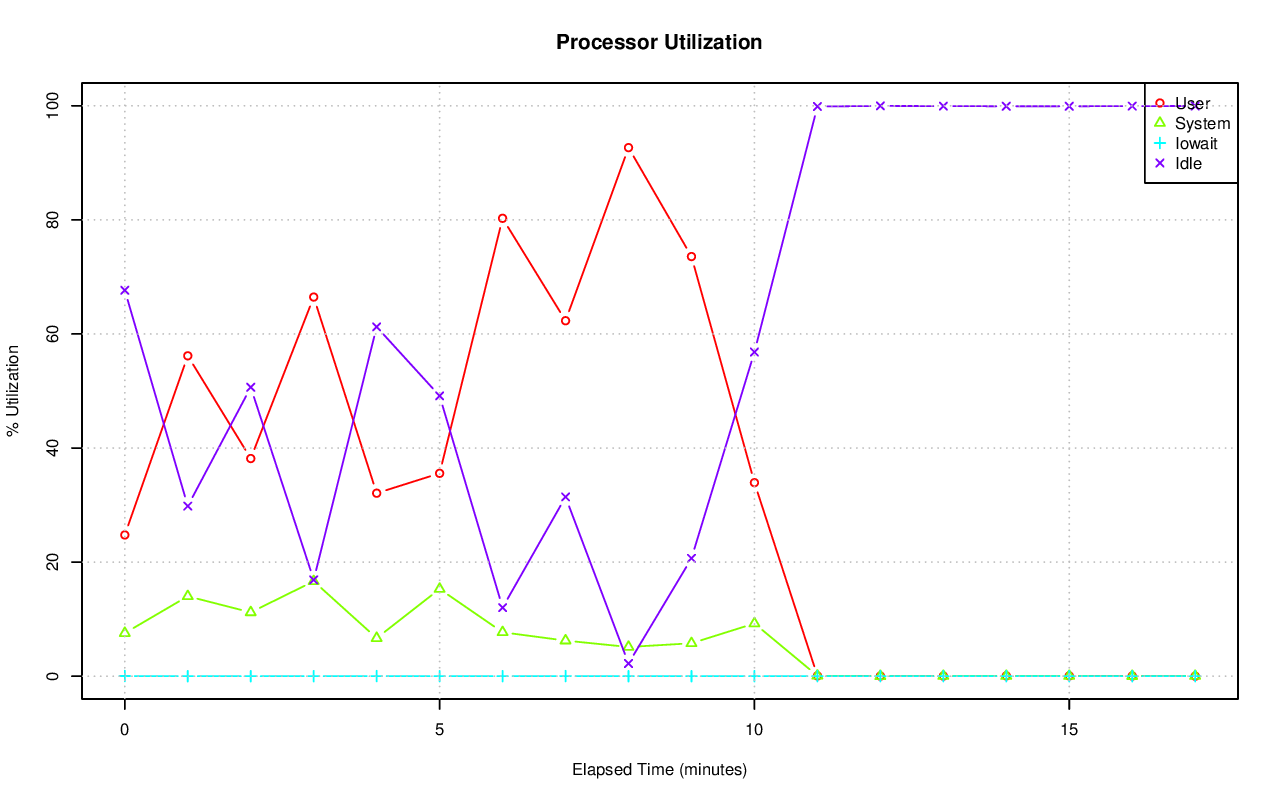 Processor Utilization
% Utilization
100
80
60
40
20
0
User
System
Iowait
Idle
0 5 10 15
Elapsed Time (minutes)